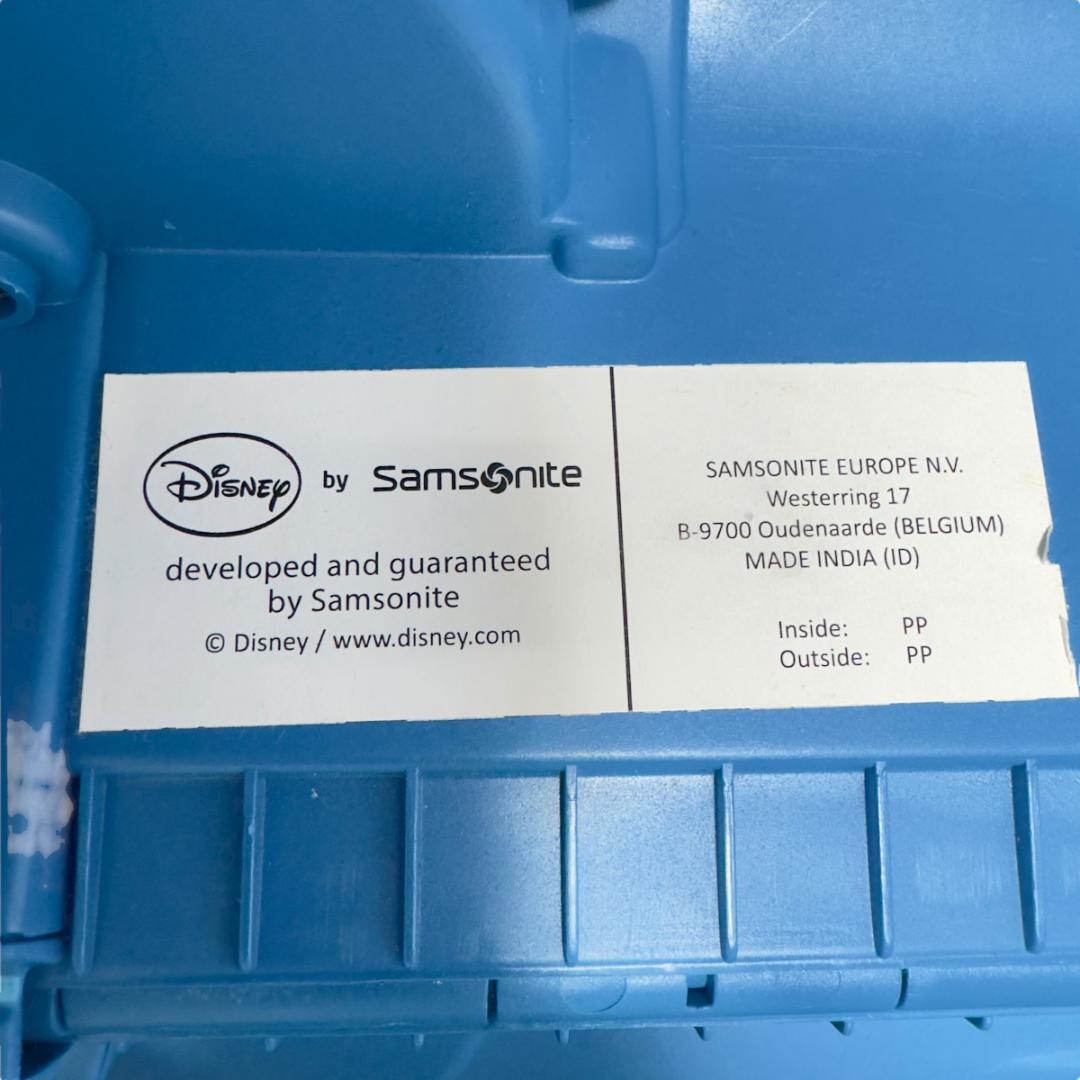 Disney by Samsonite
developed and guaranteed
by Samsonite
© Disney / www.disney.com
SAMSONITE EUROPE N.V.
Westerring 17
B-9700 Oudenaarde (BELGIUM)
MADE INDIA (ID)
Inside: PP
Outside: PP